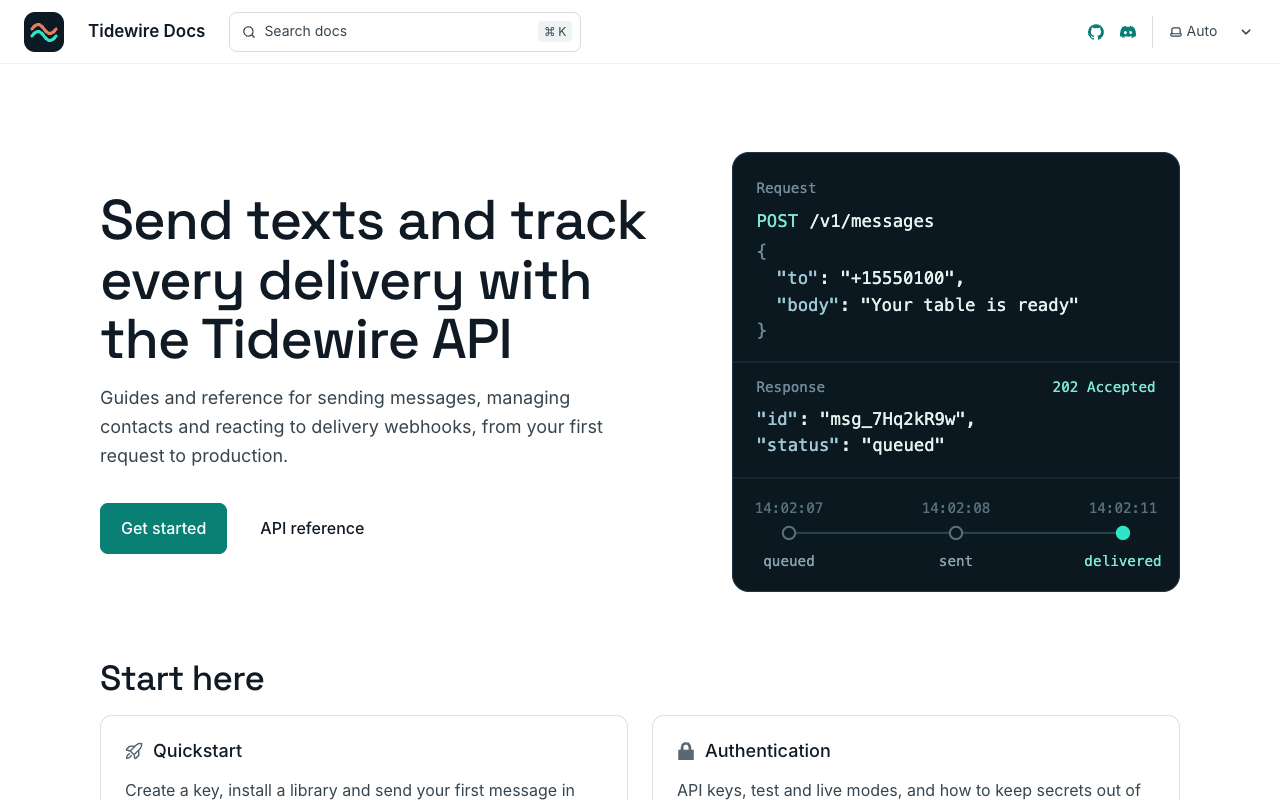 Tidewire Docs
Search docs
⌘ K
Auto
Send texts and track
every delivery with
the Tidewire API
Guides and reference for sending messages, managing
contacts and reacting to delivery webhooks, from your first
request to production.
Get started
API reference
Request
POST /v1/messages
{
"to": "+15550100",
"body": "Your table is ready"
}
Response
202 Accepted
"id": "msg_7Hq2kR9w",
"status": "queued"
14:02:07
14:02:08
14:02:11
queued
sent
delivered
Start here
Quickstart
Create a key, install a library and send your first message in
Authentication
API keys, test and live modes, and how to keep secrets out of